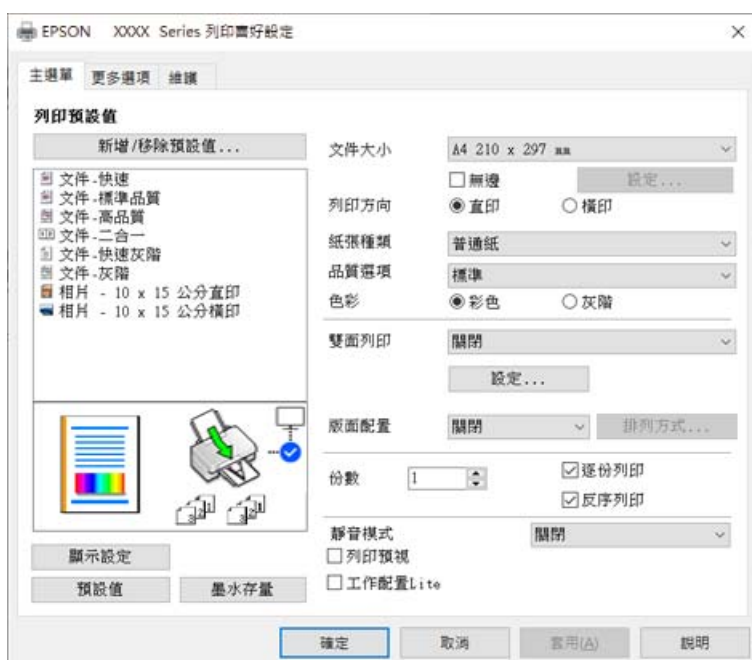 EPSON XXXX Series 列印喜好設定
主選單 更多選項 維護
列印預設值
新增/移除預設值...
文件-快速
文件-標準品質
文件-高品質
文件-二合一
文件-快速灰階
文件-灰階
相片 - 10 x 15 公分直印
相片 - 10 x 15 公分橫印
顯示設定
預設值 墨水存量
文件大小 A4 210 x 297 mm
無邊 設定...
列印方向 直印 橫印
紙張種類 普通紙
品質選項 標準
色彩 彩色 灰階
雙面列印 關閉
設定...
版面配置 關閉 排列方式...
份數 1 逐份列印
反序列印
靜音模式 關閉
列印預視
工作配置Lite
確定 取消 套用(A) 說明